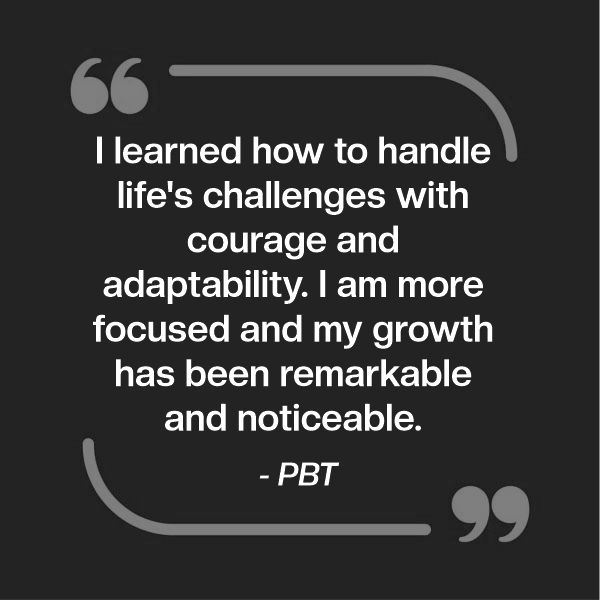 I learned how to handle
life's challenges with
courage and
adaptability. I am more
focused and my growth
has been remarkable
and noticeable.
- PBT